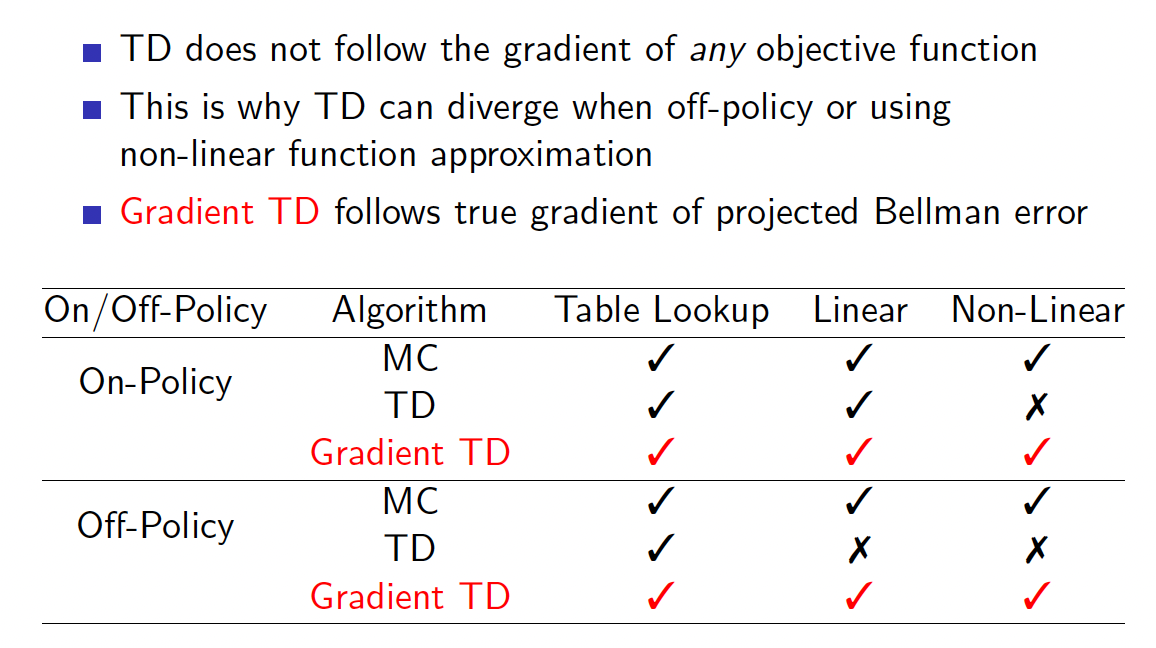 TD does not follow the gradient of any objective function
This is why TD can diverge when off-policy or using
non-linear function approximation
Gradient TD follows true gradient of projected Bellman error
On/Off-Policy Algorithm Table Lookup Linear Non-Linear
On-Policy
MC ✓ ✓ ✓
TD ✓ ✓ ✗
Gradient TD ✓ ✓ ✓
Off-Policy
MC ✓ ✓ ✓
TD ✓ ✗ ✗
Gradient TD ✓ ✓ ✓